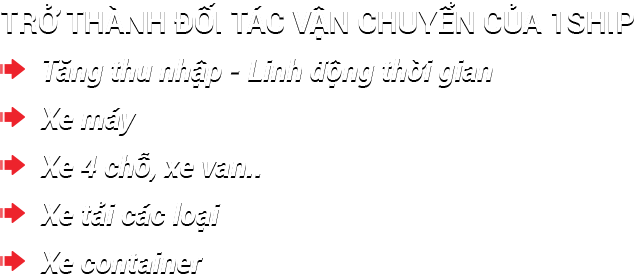 TRỞ THÀNH ĐỐI TÁC VẬN CHUYỂN CỦA 1SHIP
Tăng thu nhập - Linh động thời gian
Xe máy
Xe 4 chỗ, xe van..
Xe tải các loại
Xe container